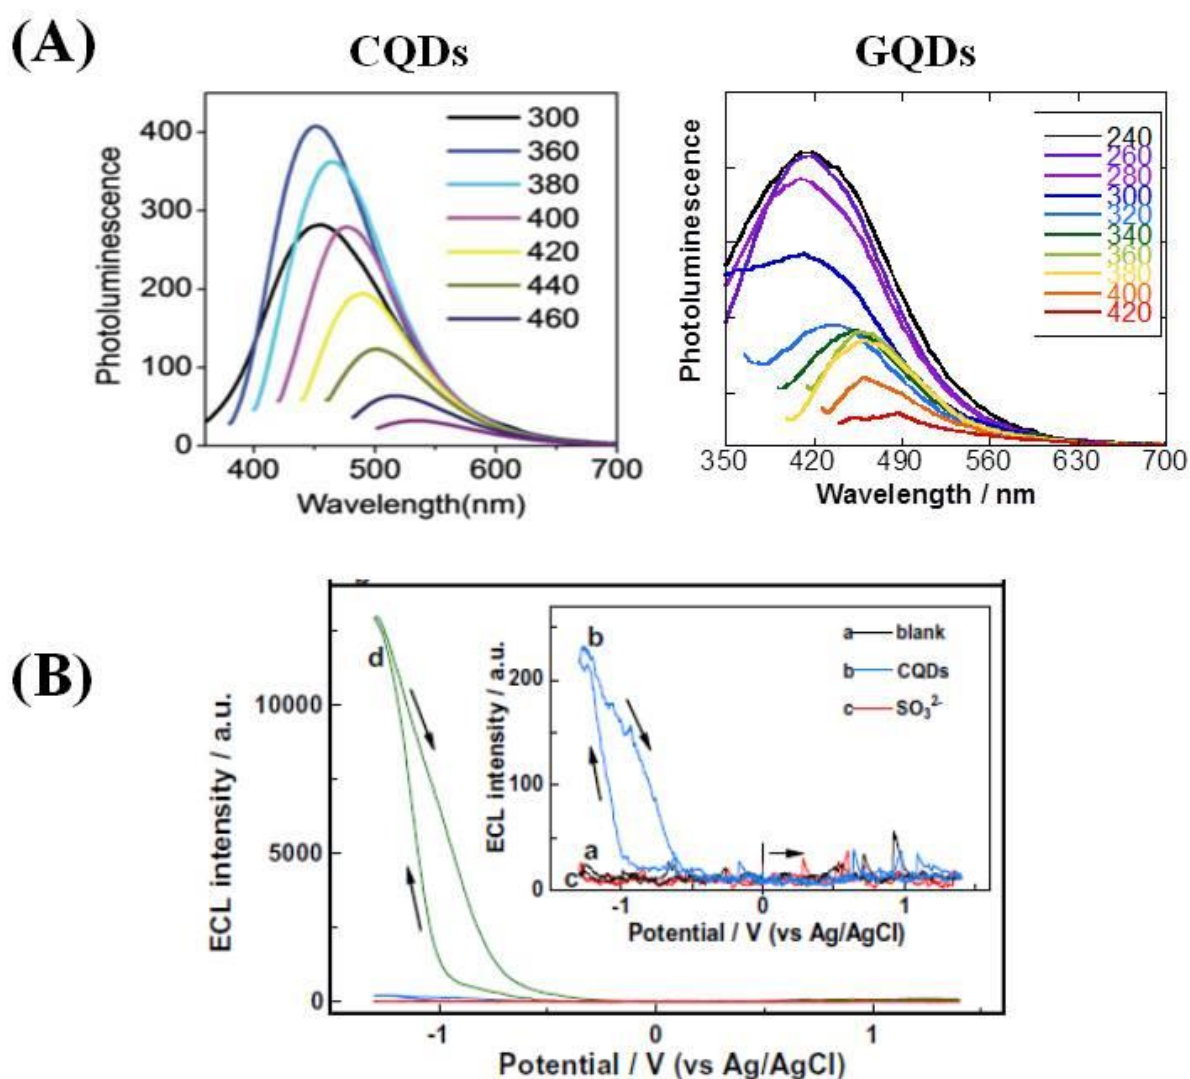 (A)
CQDs
GQDs
Photoluminescence
400
300
200
100
0
300
360
380
400
420
440
460
400 500 600 700
Wavelength(nm)
Photoluminescence
240
260
280
300
320
340
360
380
400
420
350 420 490 560 630 700
Wavelength / nm
(B)
ECL intensity / a.u.
10000
5000
0
d
ECL intensity / a.u.
200
100
0
b
a
c
a blank
b CQDs
c SO₃²⁻
-1 0 1
Potential / V (vs Ag/AgCl)
-1 0 1
Potential / V (vs Ag/AgCl)